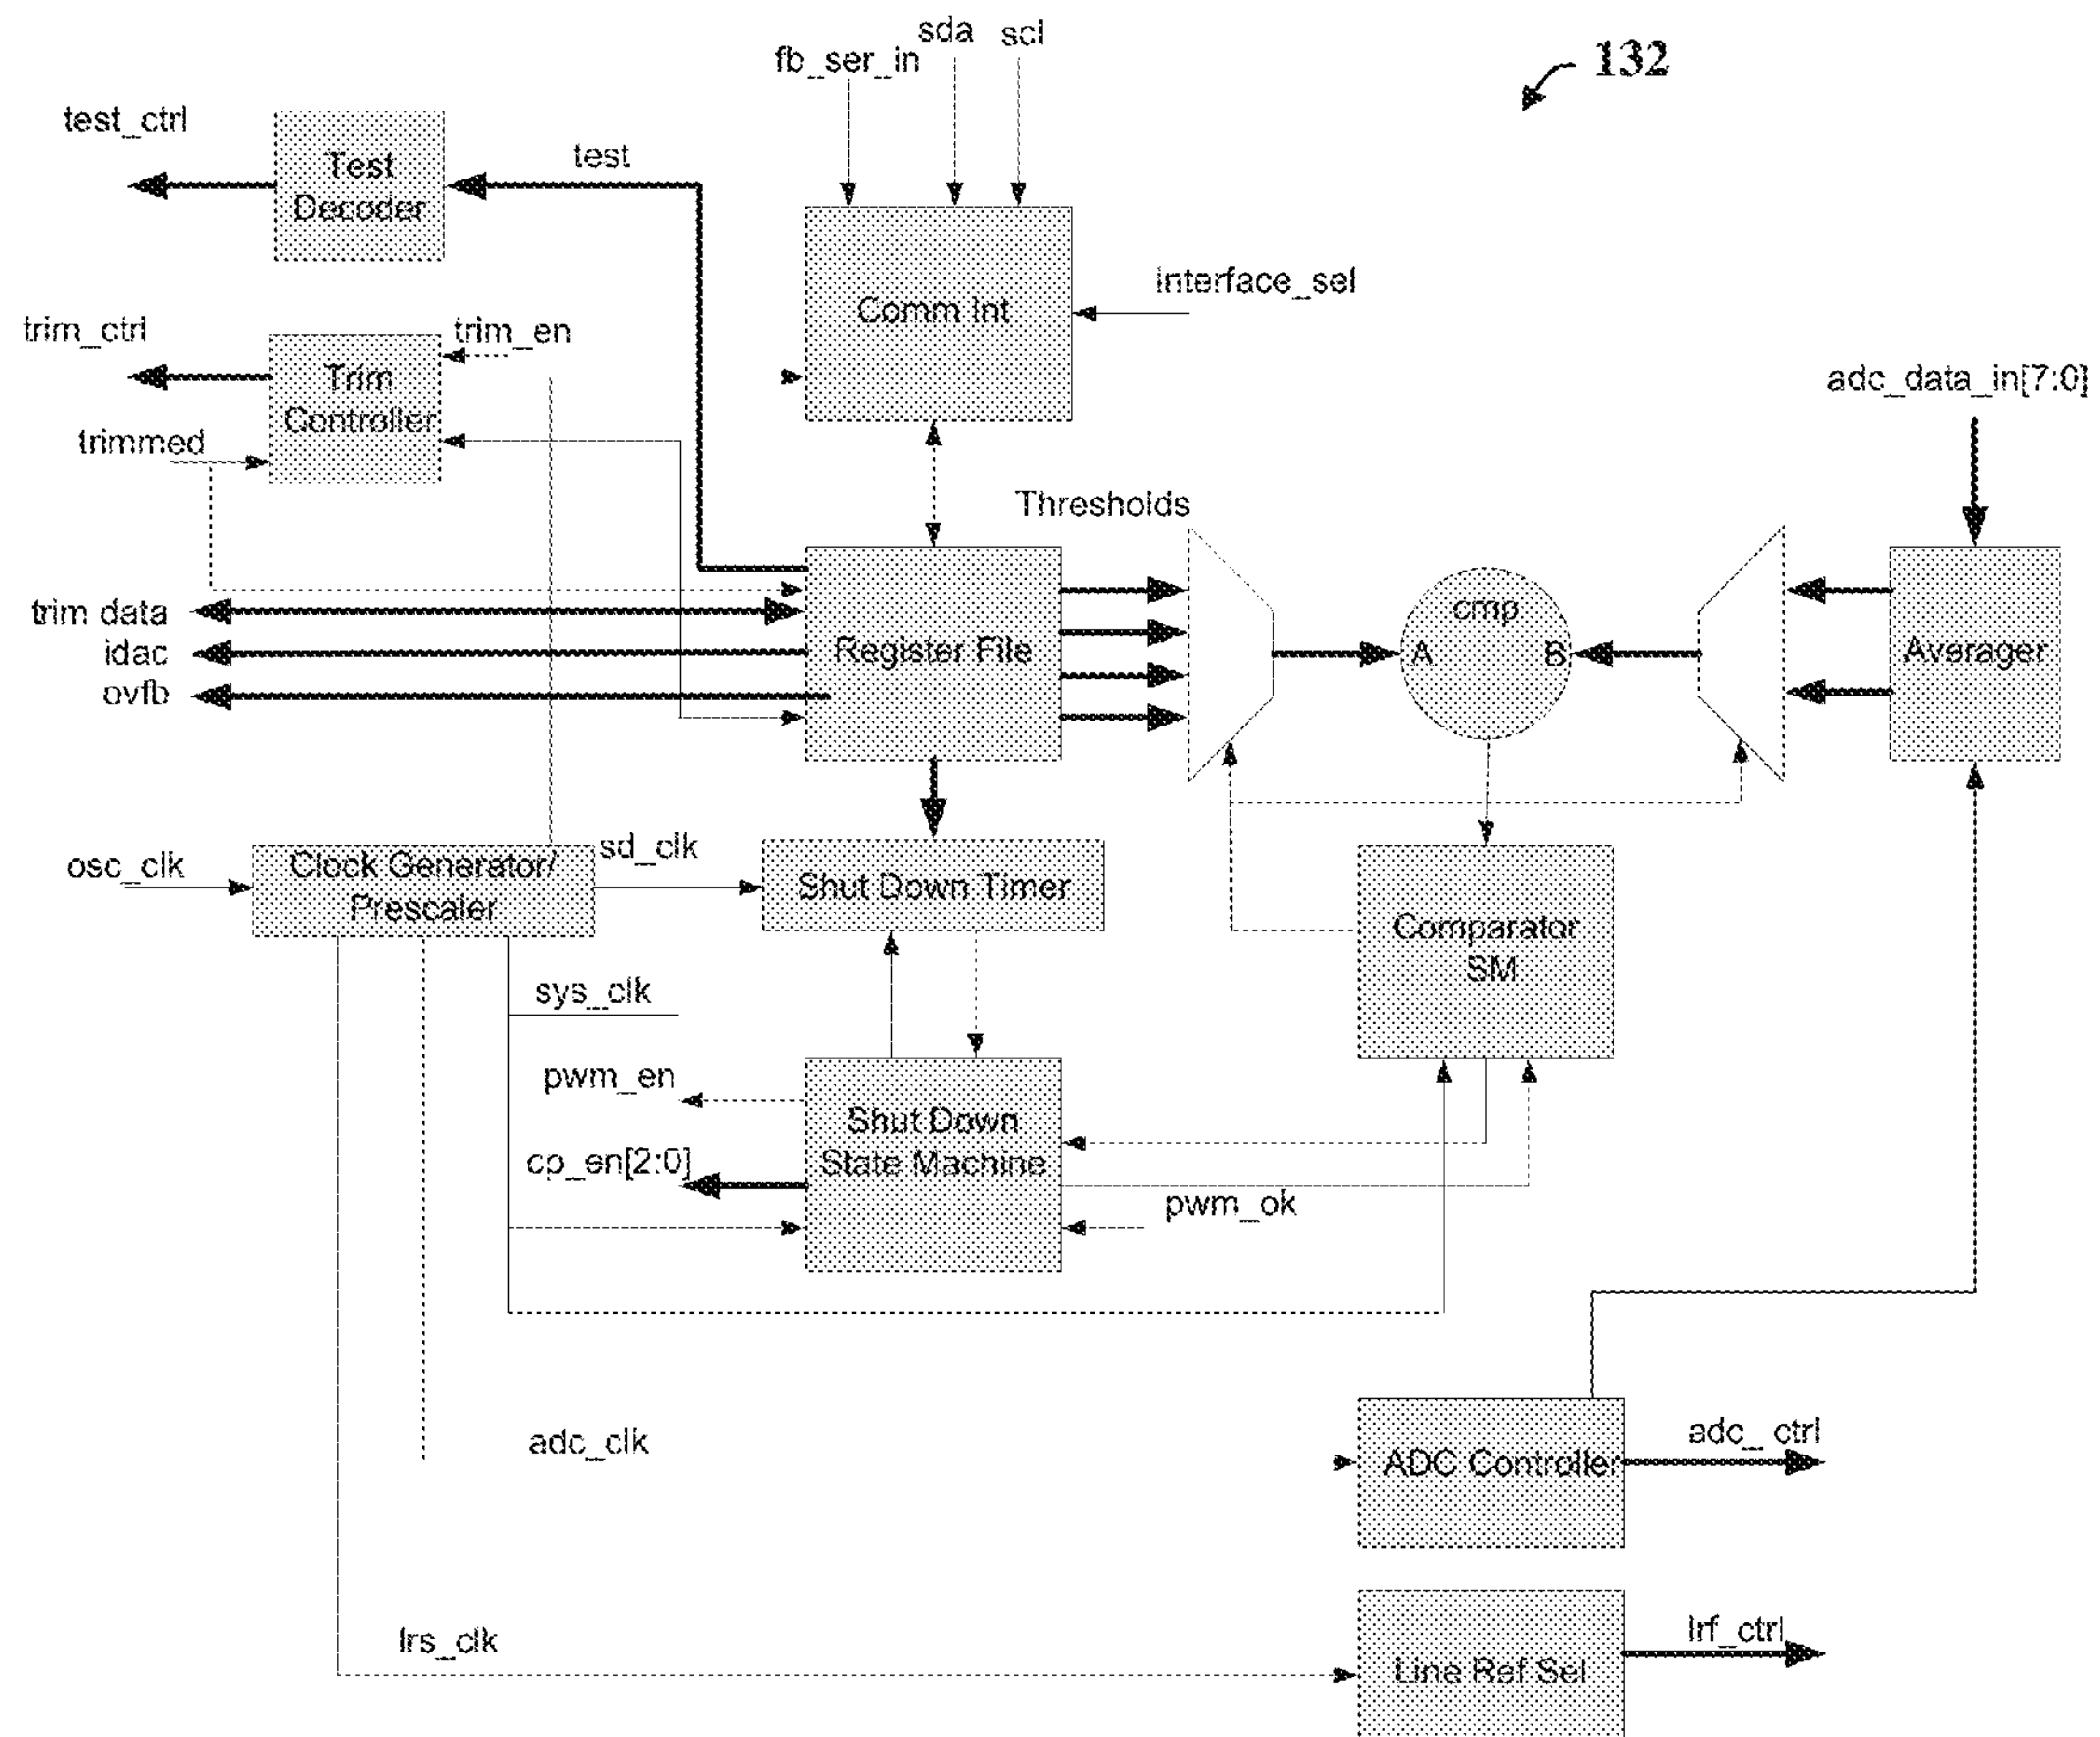 132
fb_ser_in
sda
scl
test_ctrl
Test
Decoder
test
Comm Int
interface_sel
trim_ctrl
Trim
Controller
trim_en
trimmed
adc_data_in[7:0]
Thresholds
trim data
idac
ovfb
Register File
cmp
A
B
Averager
osc_clk
Clock Generator/
Prescaler
sd_clk
Shut Down Timer
Comparator
SM
sys_clk
pwm_en
cp_en[2:0]
Shut Down
State Machine
pwm_ok
adc_clk
ADC Controller
adc_ ctrl
lrs_clk
Line Ref Sel
lrf_ctrl